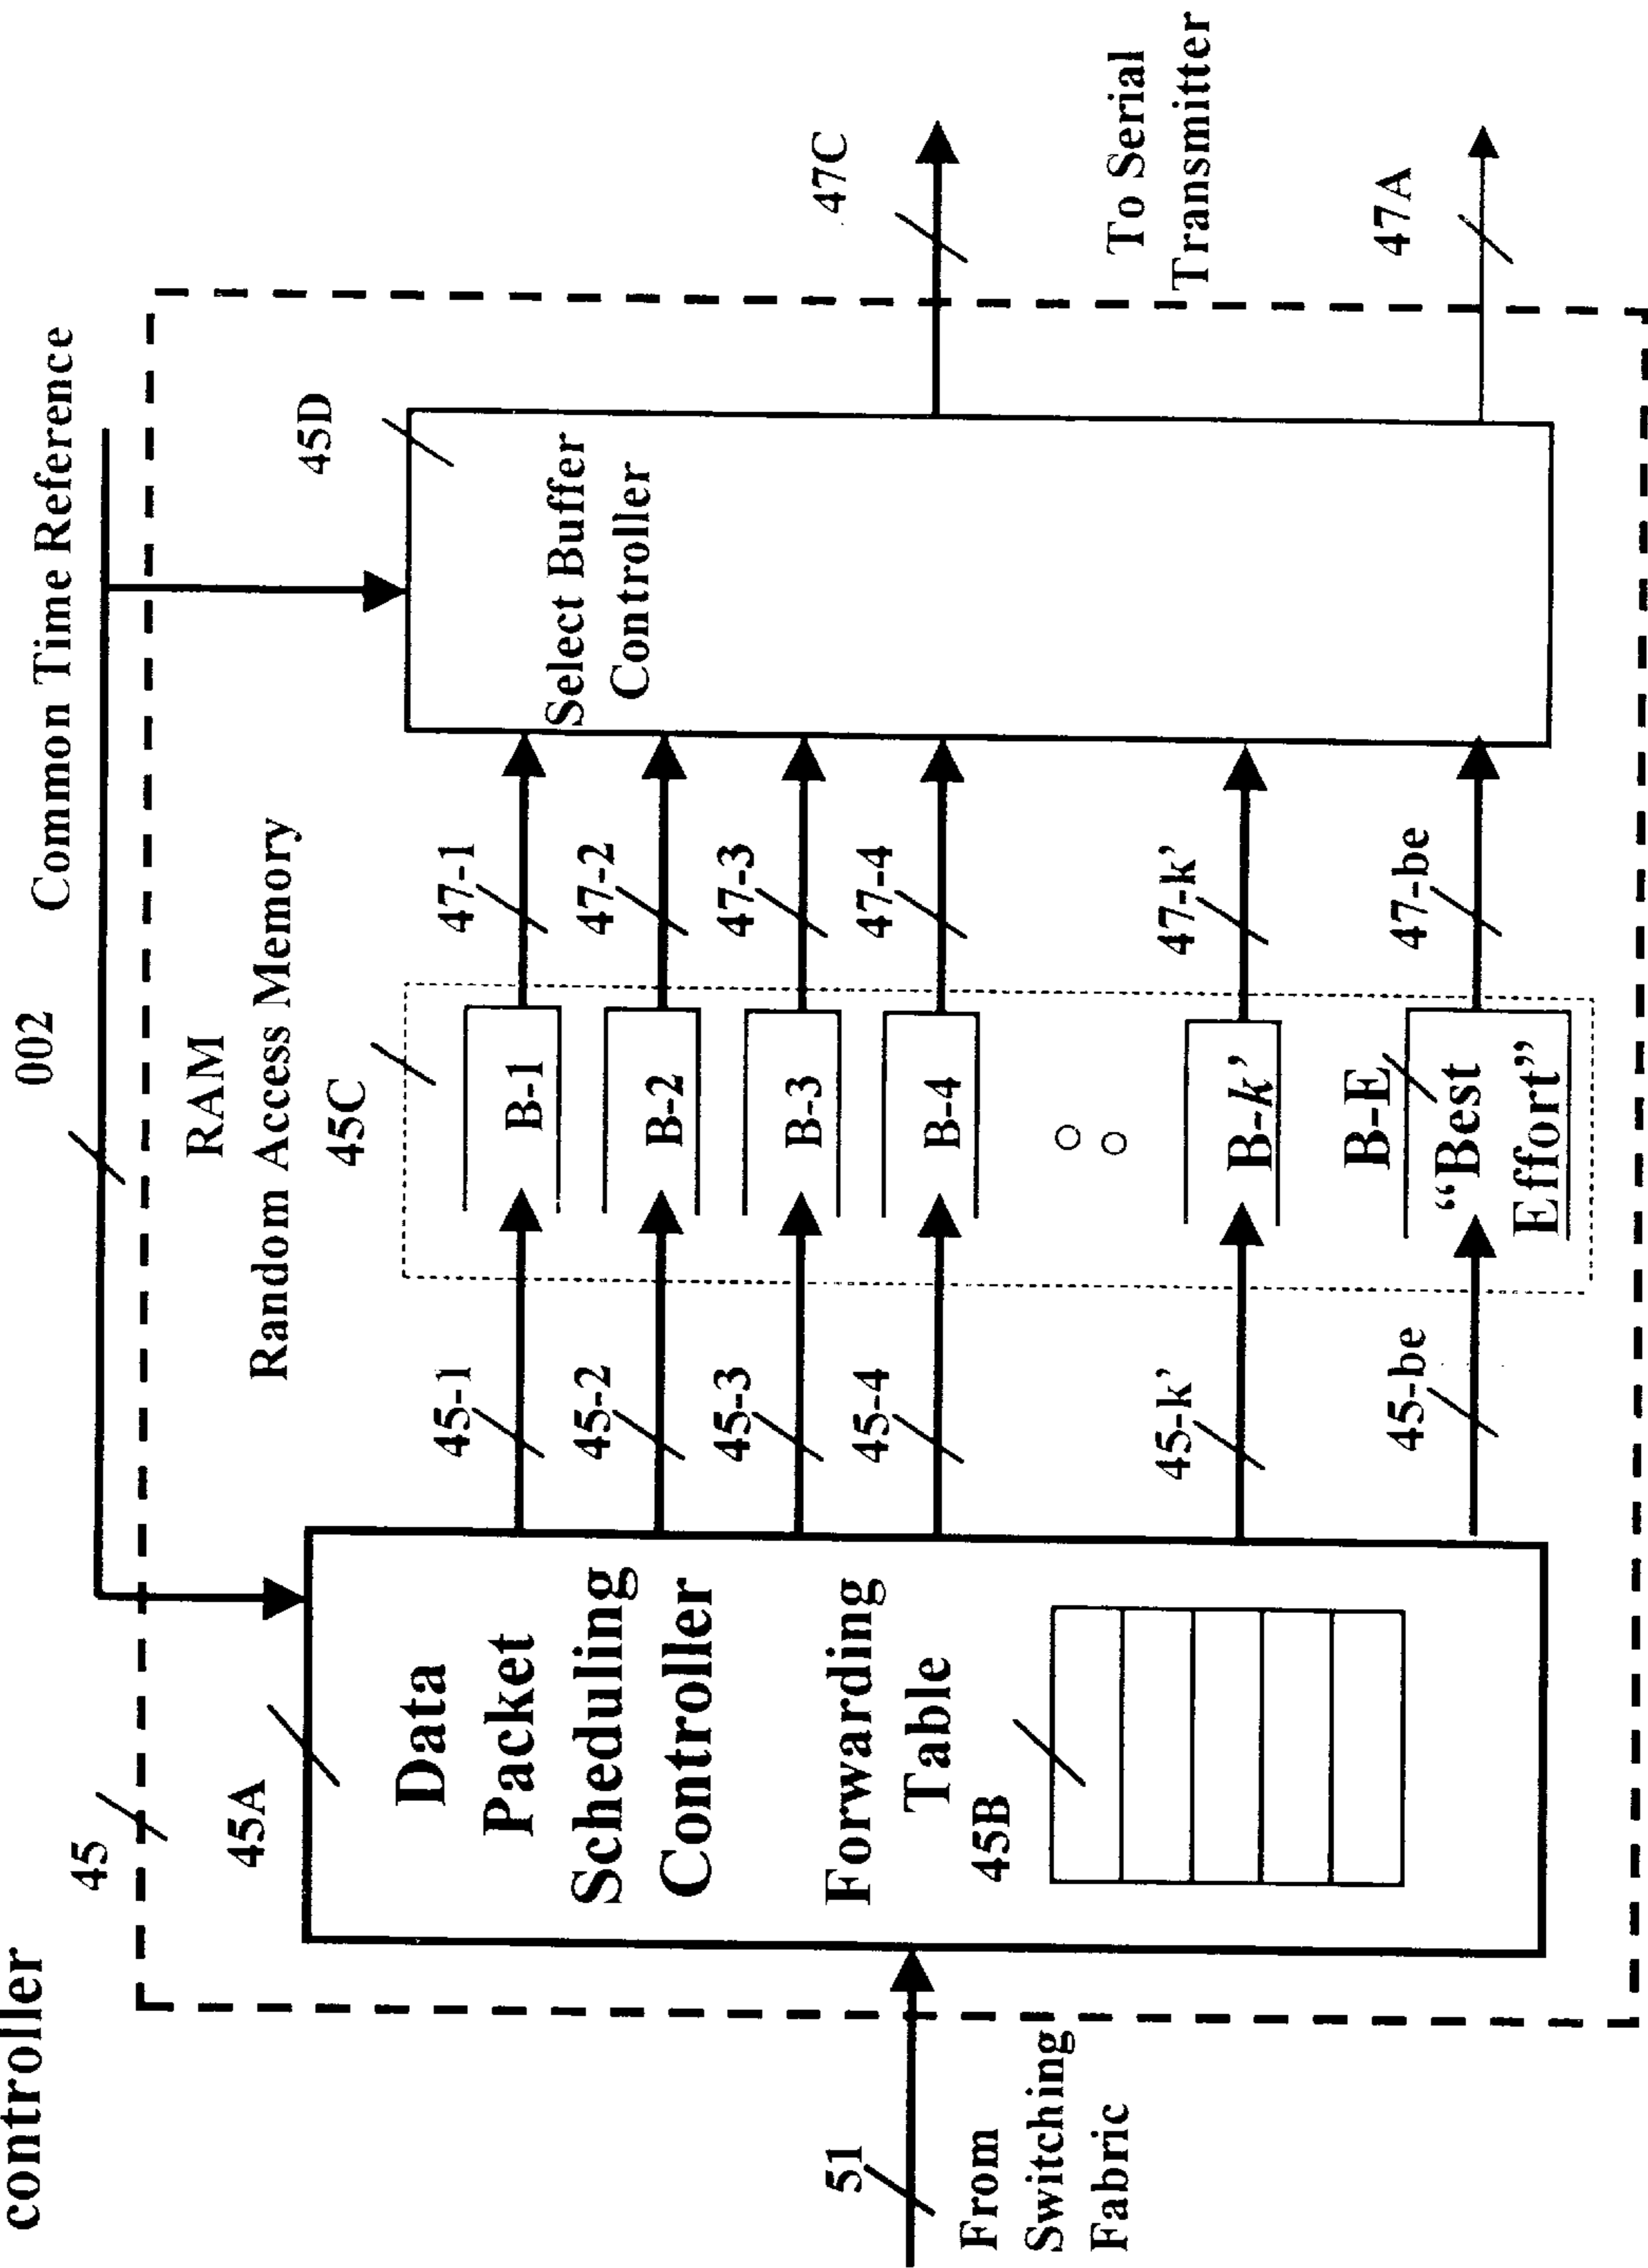 controller
002
Common Time Reference
45
RAM
Random Access Memory
45A
45C
45D
Data
Packet
Scheduling
Controller
Forwarding
Table
45B
45-1
B-1
47-1
45-2
B-2
47-2
45-3
B-3
47-3
45-4
B-4
47-4
45-k’
B-k’
47-k’
45-be
B-E
“Best
Effort”
47-be
Select Buffer
Controller
47C
To Serial
Transmitter
47A
51
From
Switching
Fabric